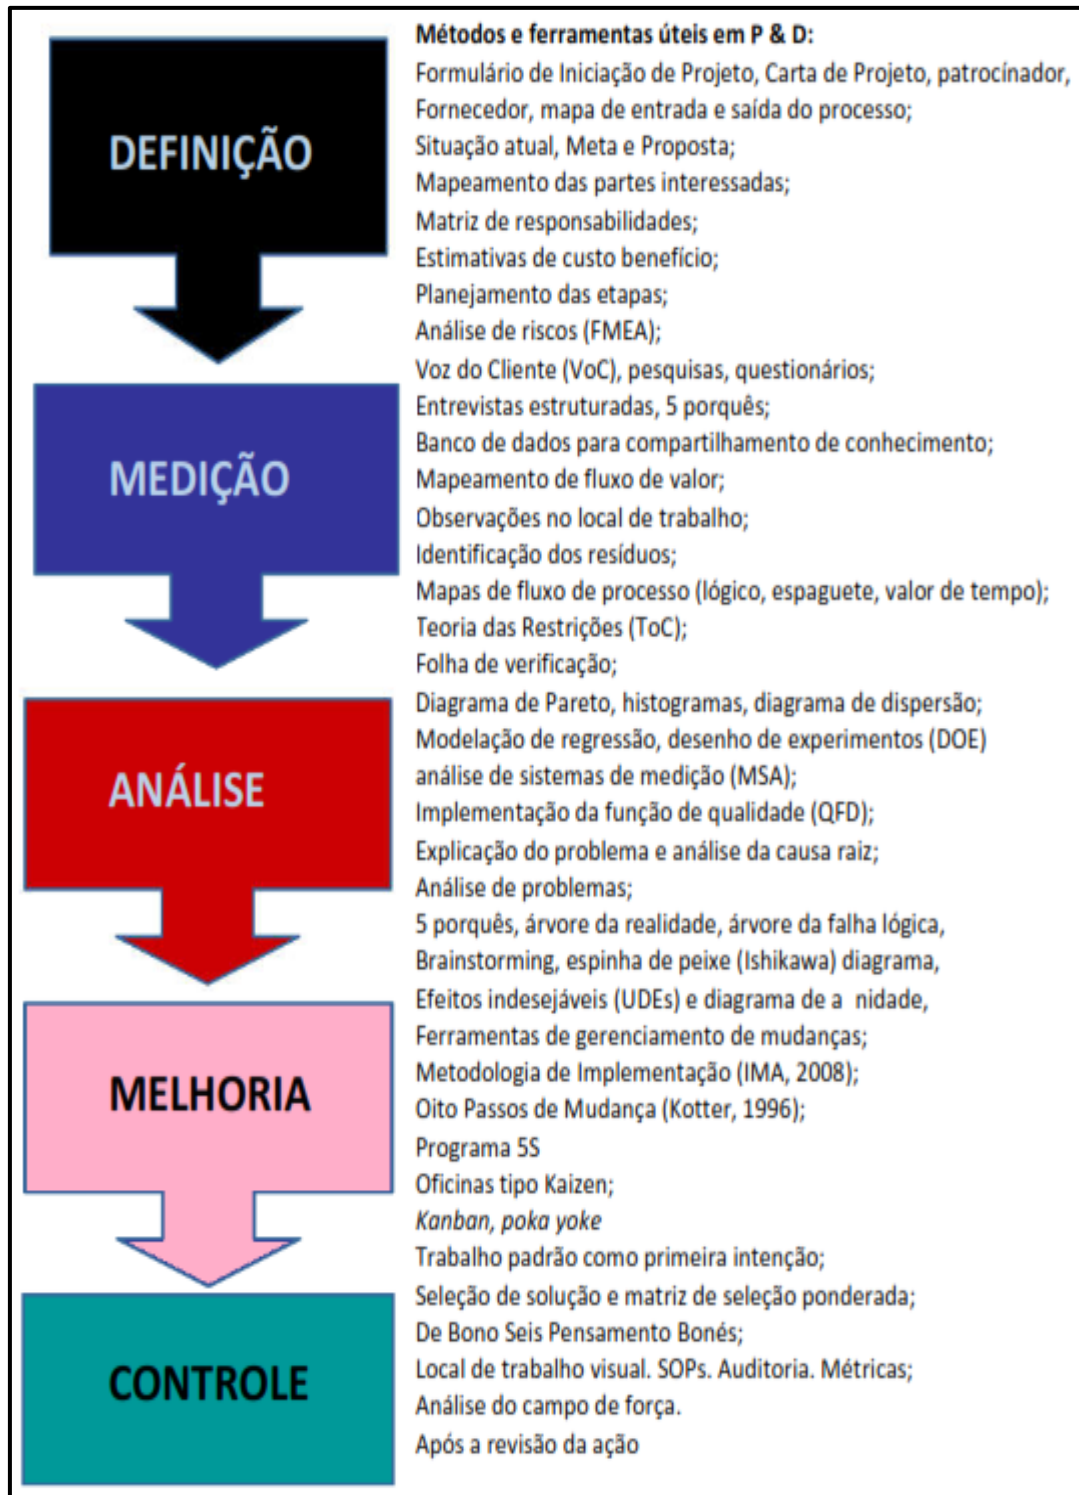 Métodos e ferramentas úteis em P & D:
Formulário de Iniciação de Projeto, Carta de Projeto, patrocínador,
Fornecedor, mapa de entrada e saída do processo;
DEFINIÇÃO
Situação atual, Meta e Proposta;
Mapeamento das partes interessadas;
Matriz de responsabilidades;
Estimativas de custo benefício;
Planejamento das etapas;
Análise de riscos (FMEA);
Voz do Cliente (VoC), pesquisas, questionários;
Entrevistas estruturadas, 5 porquês;
Banco de dados para compartilhamento de conhecimento;
MEDIÇÃO
Mapeamento de fluxo de valor;
Observações no local de trabalho;
Identificação dos resíduos;
Mapas de fluxo de processo (lógico, espaguete, valor de tempo);
Teoria das Restrições (ToC);
Folha de verificação;
Diagrama de Pareto, histogramas, diagrama de dispersão;
Modelação de regressão, desenho de experimentos (DOE)
análise de sistemas de medição (MSA);
ANÁLISE
Implementação da função de qualidade (QFD);
Explicação do problema e análise da causa raiz;
Análise de problemas;
5 porquês, árvore da realidade, árvore da falha lógica,
Brainstorming, espinha de peixe (Ishikawa) diagrama,
Efeitos indesejáveis (UDEs) e diagrama de a nidade,
Ferramentas de gerenciamento de mudanças;
Metodologia de Implementação (IMA, 2008);
MELHORIA
Oito Passos de Mudança (Kotter, 1996);
Programa 5S
Oficinas tipo Kaizen;
Kanban, poka yoke
Trabalho padrão como primeira intenção;
Seleção de solução e matriz de seleção ponderada;
De Bono Seis Pensamento Bonés;
Local de trabalho visual. SOPs. Auditoria. Métricas;
CONTROLE
Análise do campo de força.
Após a revisão da ação